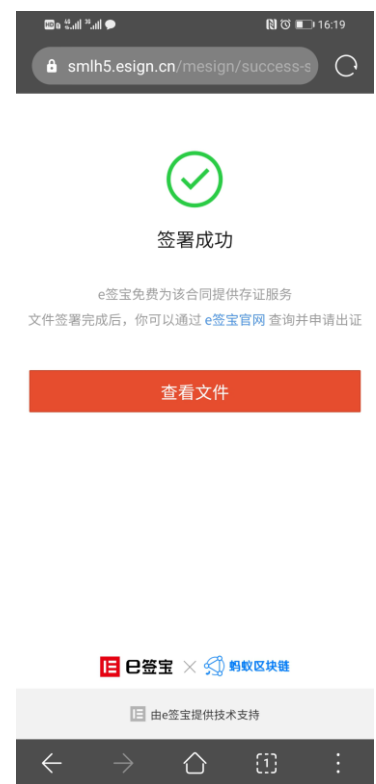 16:19
smlh5.esign.cn/mesign/success-s
签署成功
e签宝免费为该合同提供存证服务
文件签署完成后，你可以通过 e签宝官网 查询并申请出证
查看文件
e签宝 × 蚂蚁区块链
由e签宝提供技术支持
1